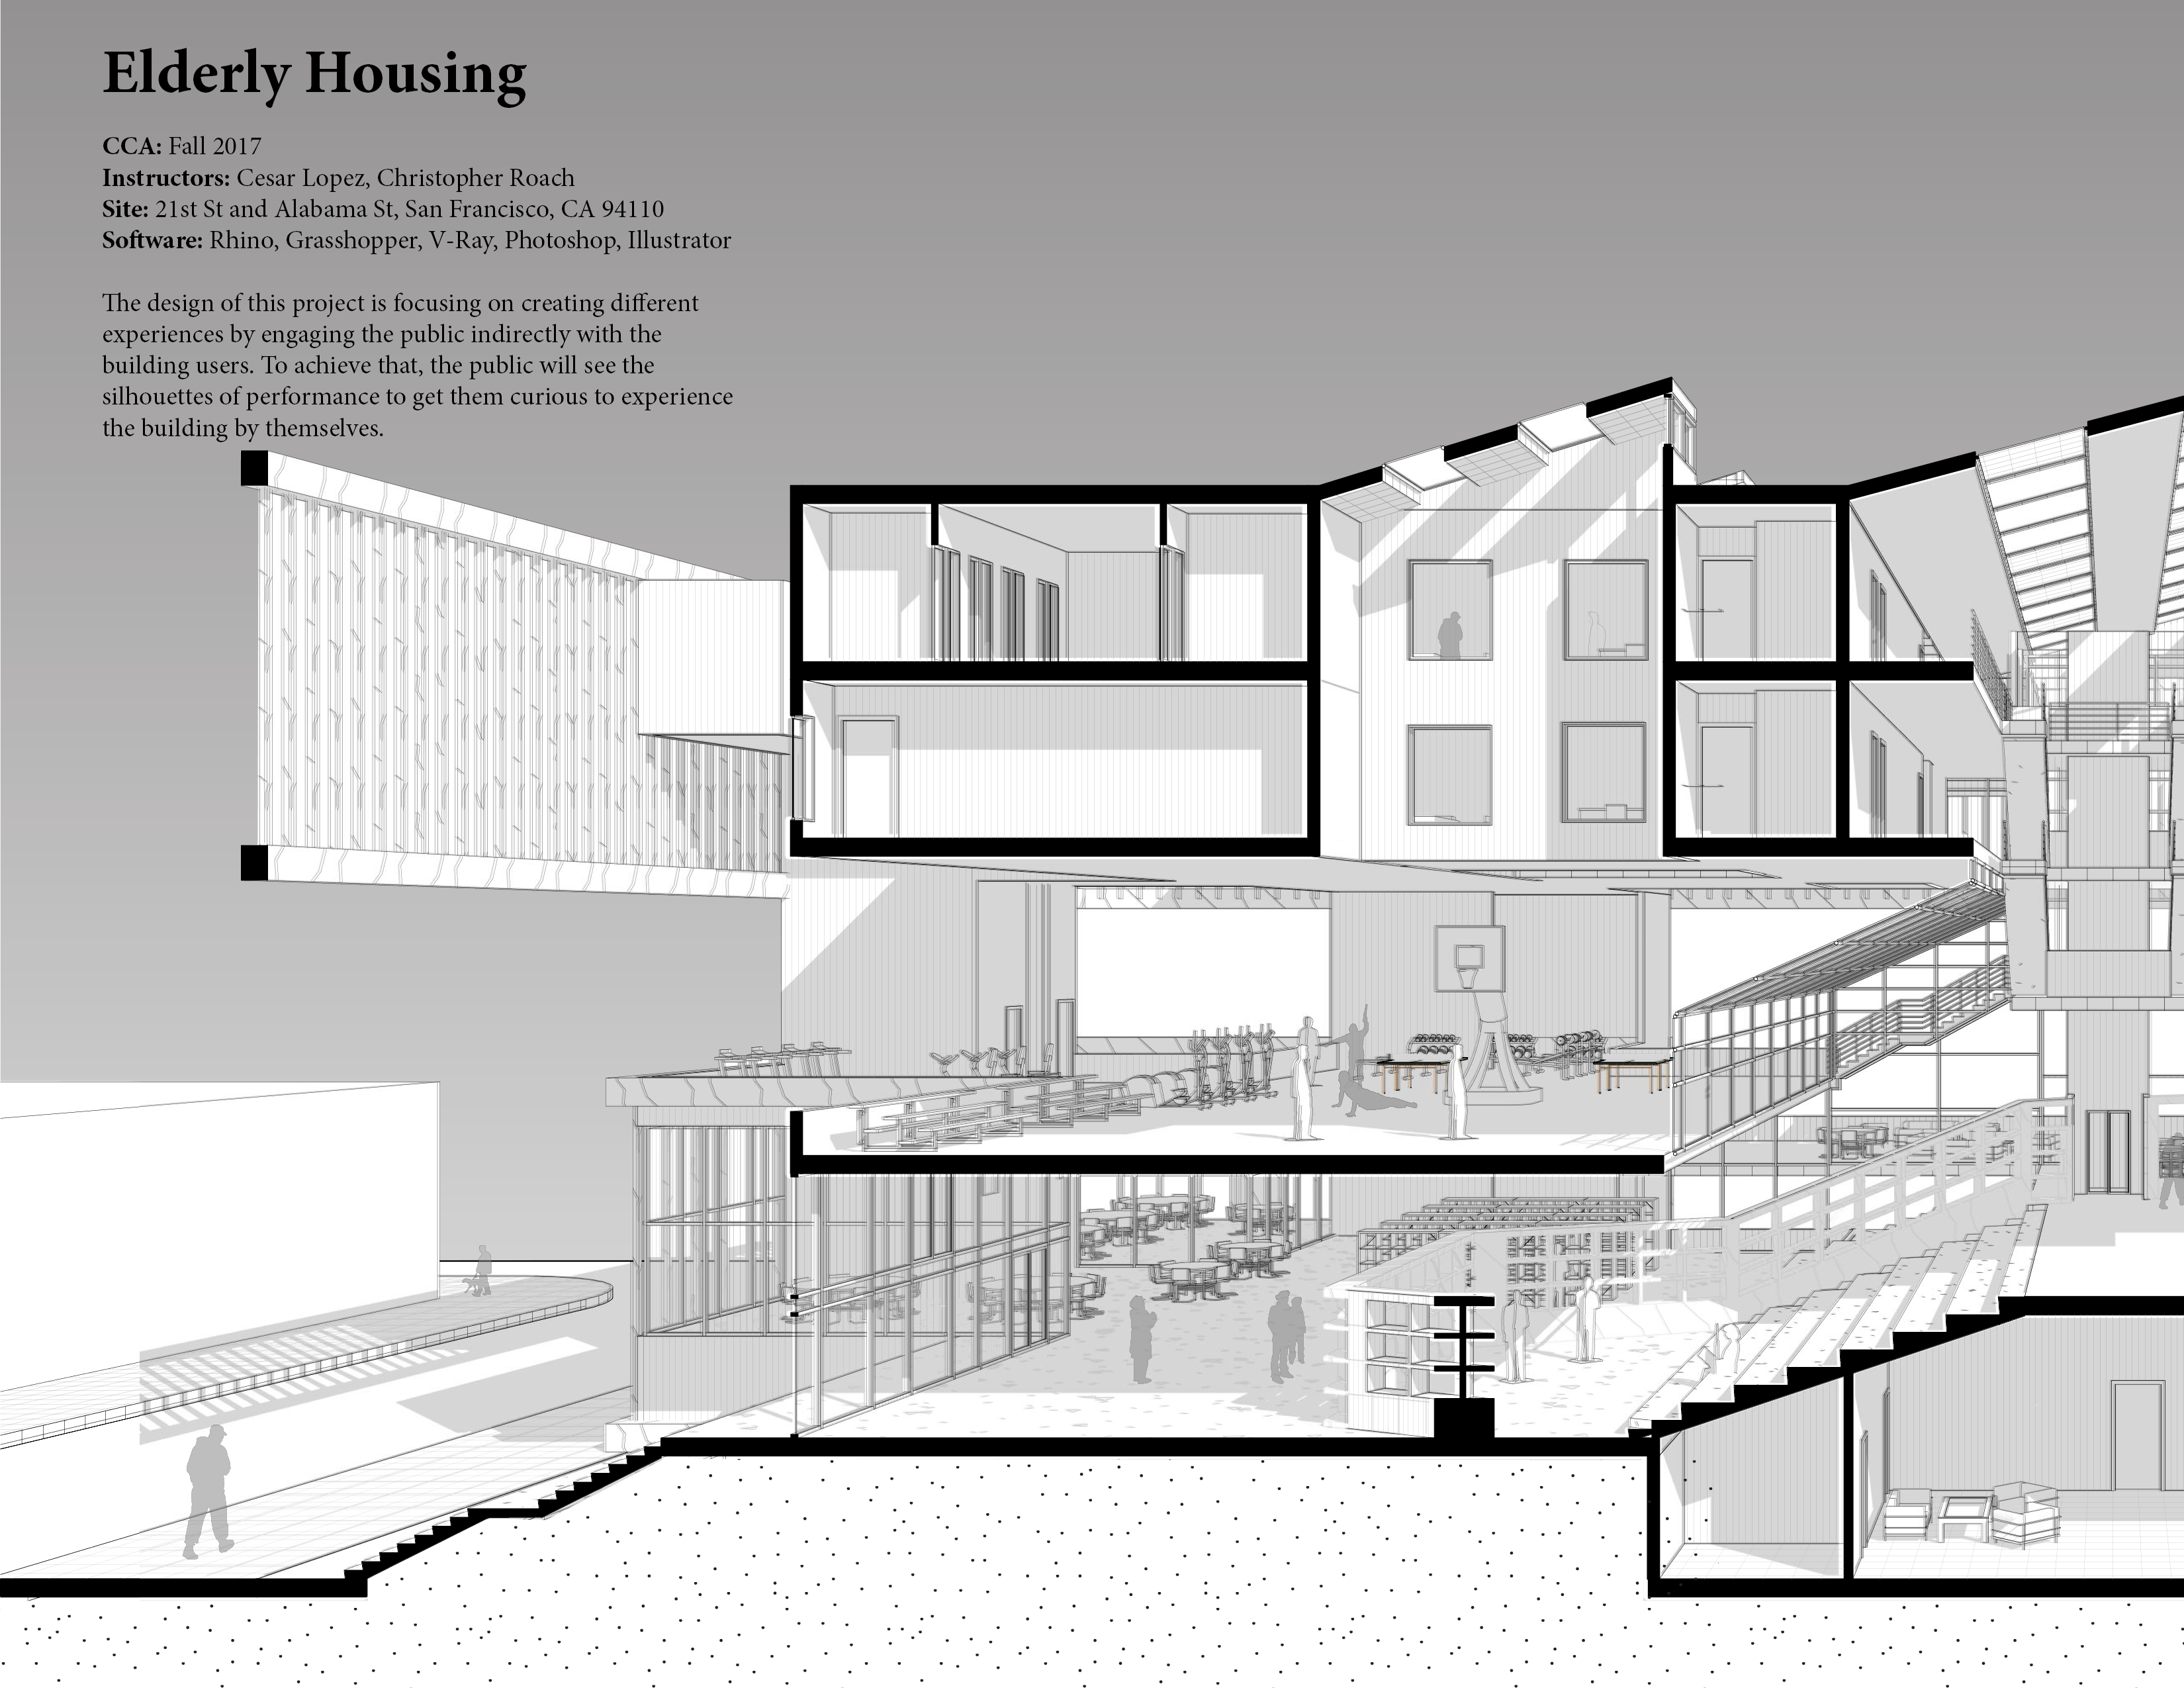 Elderly Housing
CCA: Fall 2017
Instructors: Cesar Lopez, Christopher Roach
Site: 21st St and Alabama St, San Francisco, CA 94110
Software: Rhino, Grasshopper, V-Ray, Photoshop, Illustrator
The design of this project is focusing on creating different
experiences by engaging the public indirectly with the
building users. To achieve that, the public will see the
silhouettes of performance to get them curious to experience
the building by themselves.